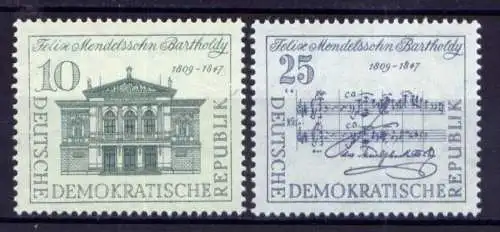 Felix Mendelssohn Bartholdy
10
1809-1847
DEUTSCHE
DEMOKRATISCHE
REPUBLIK
Felix Mendelssohn Bartholdy
25
1809-1847
DEUTSCHE
DEMOKRATISCHE
REPUBLIK